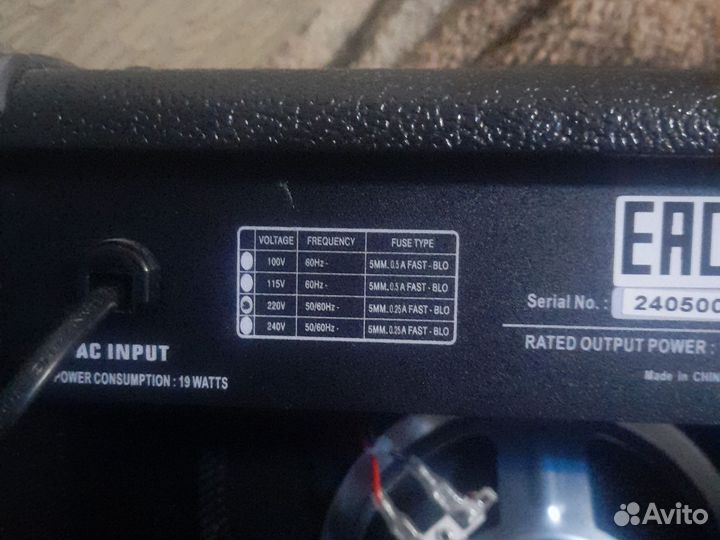 VOLTAGE FREQUENCY FUSE TYPE
100V 60Hz~ 5MM..0.5 A FAST - BLO
115V 60Hz~ 5MM..0.5 A FAST - BLO
220V 50/60Hz~ 5MM..0.25 A FAST - BLO
240V 50/60Hz~ 5MM..0.25 A FAST - BLO
EAC
Serial No. : 240500
AC INPUT
RATED OUTPUT POWER :
POWER CONSUMPTION : 19 WATTS
Made in CHIN
Avito